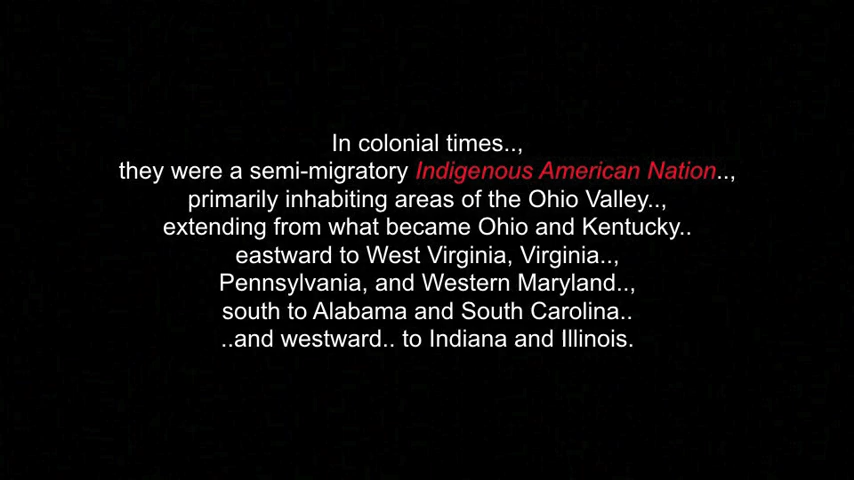 In colonial times..,
they were a semi-migratory Indigenous American Nation..,
primarily inhabiting areas of the Ohio Valley..,
extending from what became Ohio and Kentucky..
eastward to West Virginia, Virginia..,
Pennsylvania, and Western Maryland..,
south to Alabama and South Carolina..
..and westward.. to Indiana and Illinois.